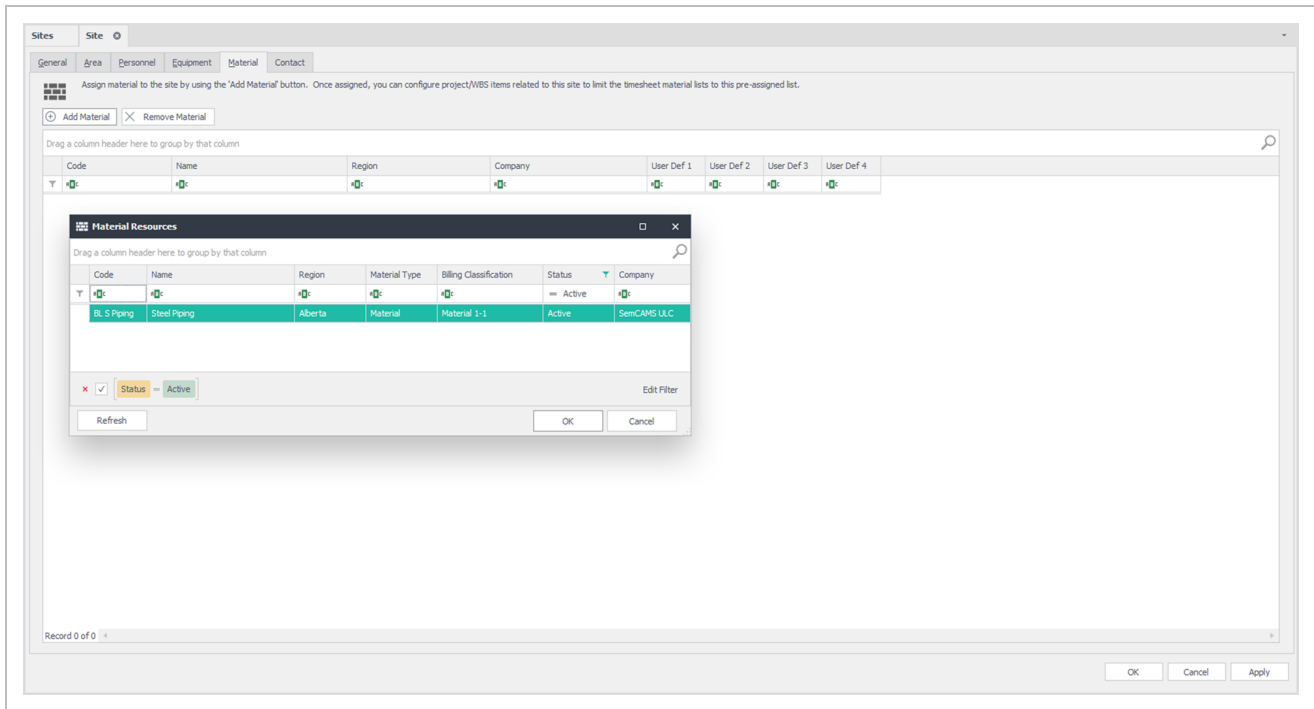 Sites Site
General Area Personnel Equipment Material Contact
Assign material to the site by using the 'Add Material' button. Once assigned, you can configure project/WBS items related to this site to limit the timesheet material lists to this pre-assigned list.
Add Material Remove Material
Drag a column header here to group by that column
Code Name Region Company User Def 1 User Def 2 User Def 3 User Def 4
Material Resources
Drag a column header here to group by that column
Code Name Region Material Type Billing Classification Status Company
= Active
BL S Piping Steel Piping Alberta Material Material 1-1 Active SemCAMS ULC
Status = Active Edit Filter
Refresh OK Cancel
Record 0 of 0
OK Cancel Apply